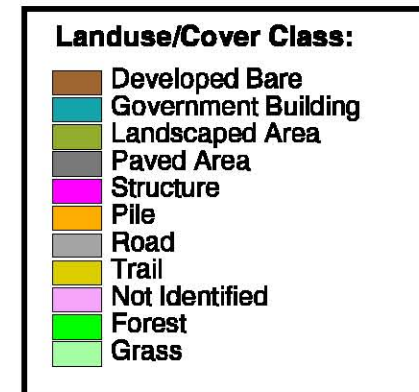 Landuse/Cover Class:
Developed Bare
Government Building
Landscaped Area
Paved Area
Structure
Pile
Road
Trail
Not Identified
Forest
Grass